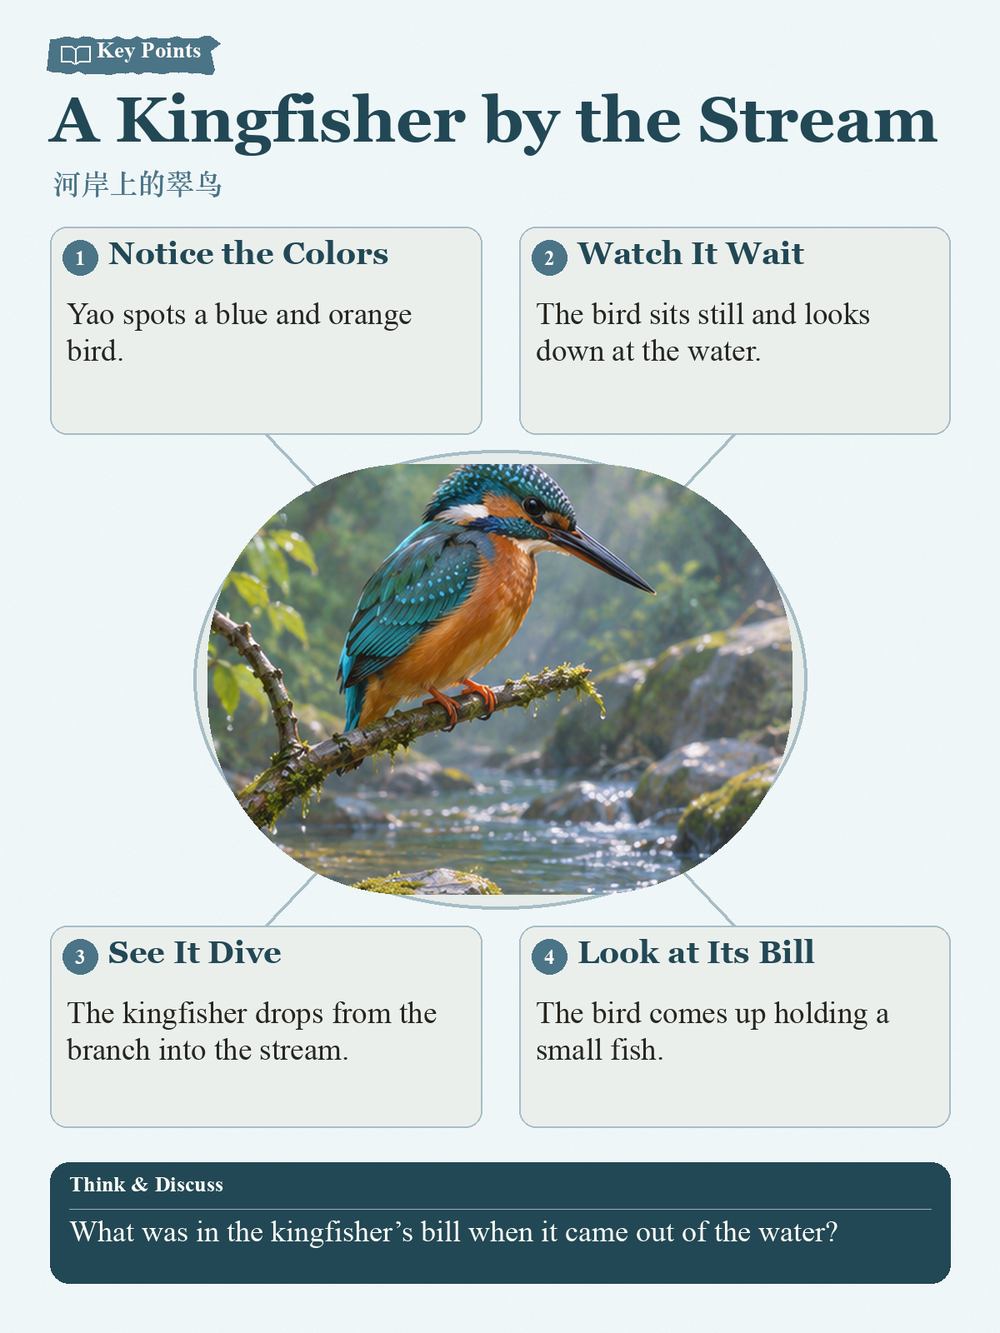 Key Points
A Kingfisher by the Stream
河岸上的翠鸟
1 Notice the Colors
Yao spots a blue and orange
bird.
2 Watch It Wait
The bird sits still and looks
down at the water.
3 See It Dive
The kingfisher drops from the
branch into the stream.
4 Look at Its Bill
The bird comes up holding a
small fish.
Think & Discuss
What was in the kingfisher’s bill when it came out of the water?